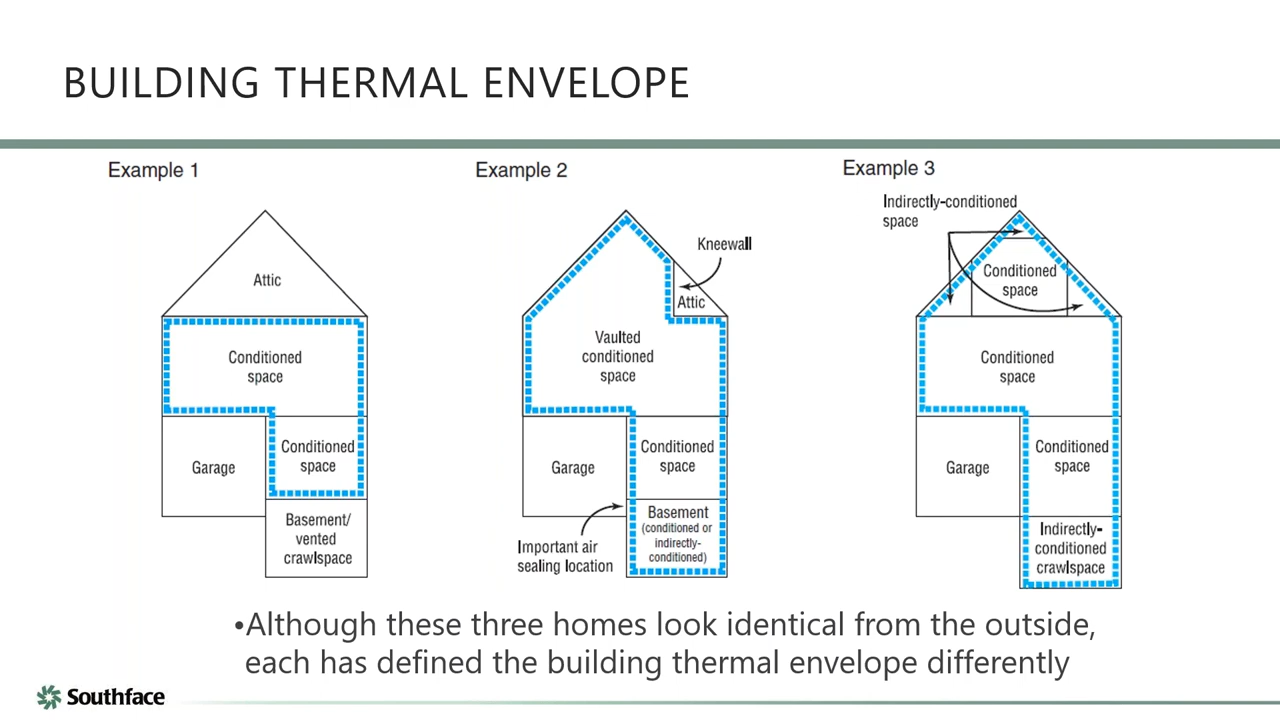 BUILDING THERMAL ENVELOPE
Example 1
Attic
Conditioned
space
Garage
Conditioned
space
Basement/
vented
crawlspace
Example 2
Kneewall
Attic
Vaulted
conditioned
space
Garage
Conditioned
space
Basement
(conditioned or
indirectly-
conditioned)
Important air
sealing location
Example 3
Indirectly-conditioned
space
Conditioned
space
Conditioned
space
Garage
Conditioned
space
Indirectly-
conditioned
crawlspace
•Although these three homes look identical from the outside,
each has defined the building thermal envelope differently
Southface